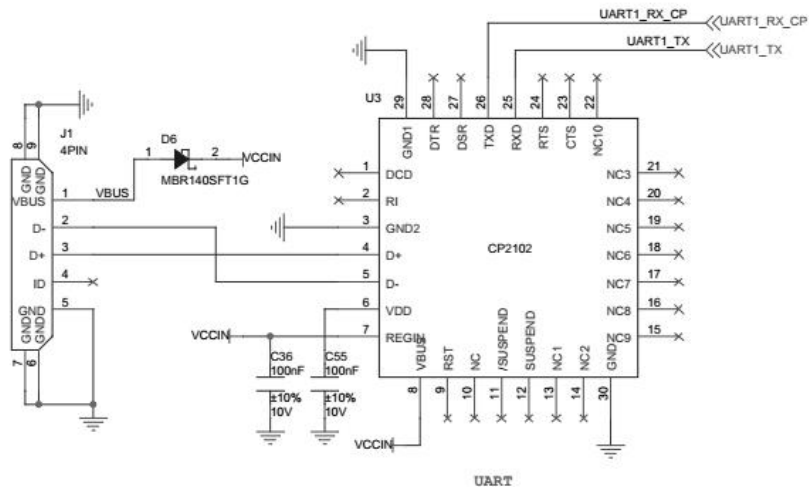 UART1_RX_CP
UART1_RX_CP
UART1_TX
UART1_TX
U3
29
28
27
26
25
24
23
22
GND1
DTR
DSR
TXD
RXD
RTS
CTS
NC10
J1
4PIN
8
9
GND
GND
VBUS
1
VBUS
D-
2
D+
3
ID
4
GND
5
GND
GND
7
6
D6
1
2
VCCIN
MBR140SFT1G
1
DCD
2
RI
3
GND2
4
D+
5
D-
6
VDD
7
REGIN
VCCIN
CP2102
NC3
21
NC4
20
NC5
19
NC6
18
NC7
17
NC8
16
NC9
15
C36
100nF
±10%
10V
C55
100nF
±10%
10V
VBUS
RST
NC
/SUSPEND
SUSPEND
NC1
NC2
GND
8
9
10
11
12
13
14
30
VCCIN
UART